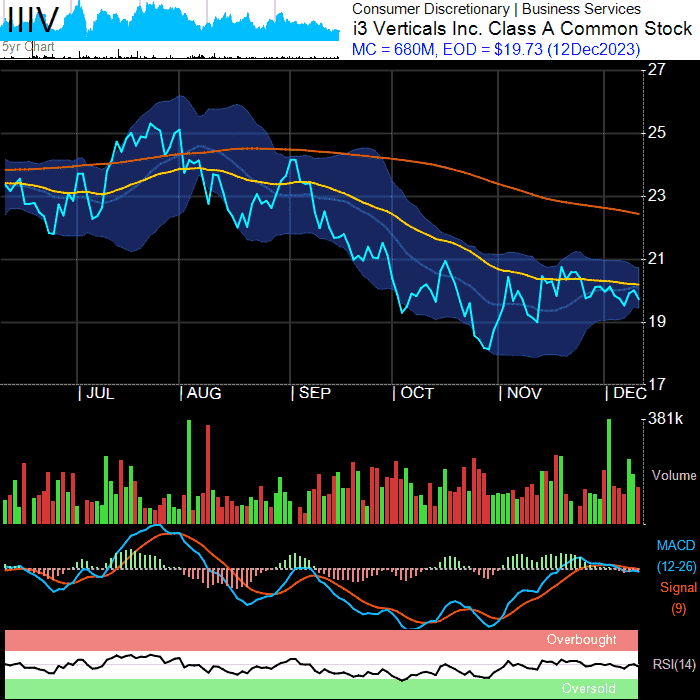 IIIV
5yr Chart
Consumer Discretionary | Business Services
i3 Verticals Inc. Class A Common Stock
MC = 680M, EOD = $19.73 (12Dec2023)
27
25
23
21
19
17
JUL AUG SEP OCT NOV DEC
381k
Volume
MACD
(12-26)
Signal
(9)
Overbought
RSI(14)
Oversold